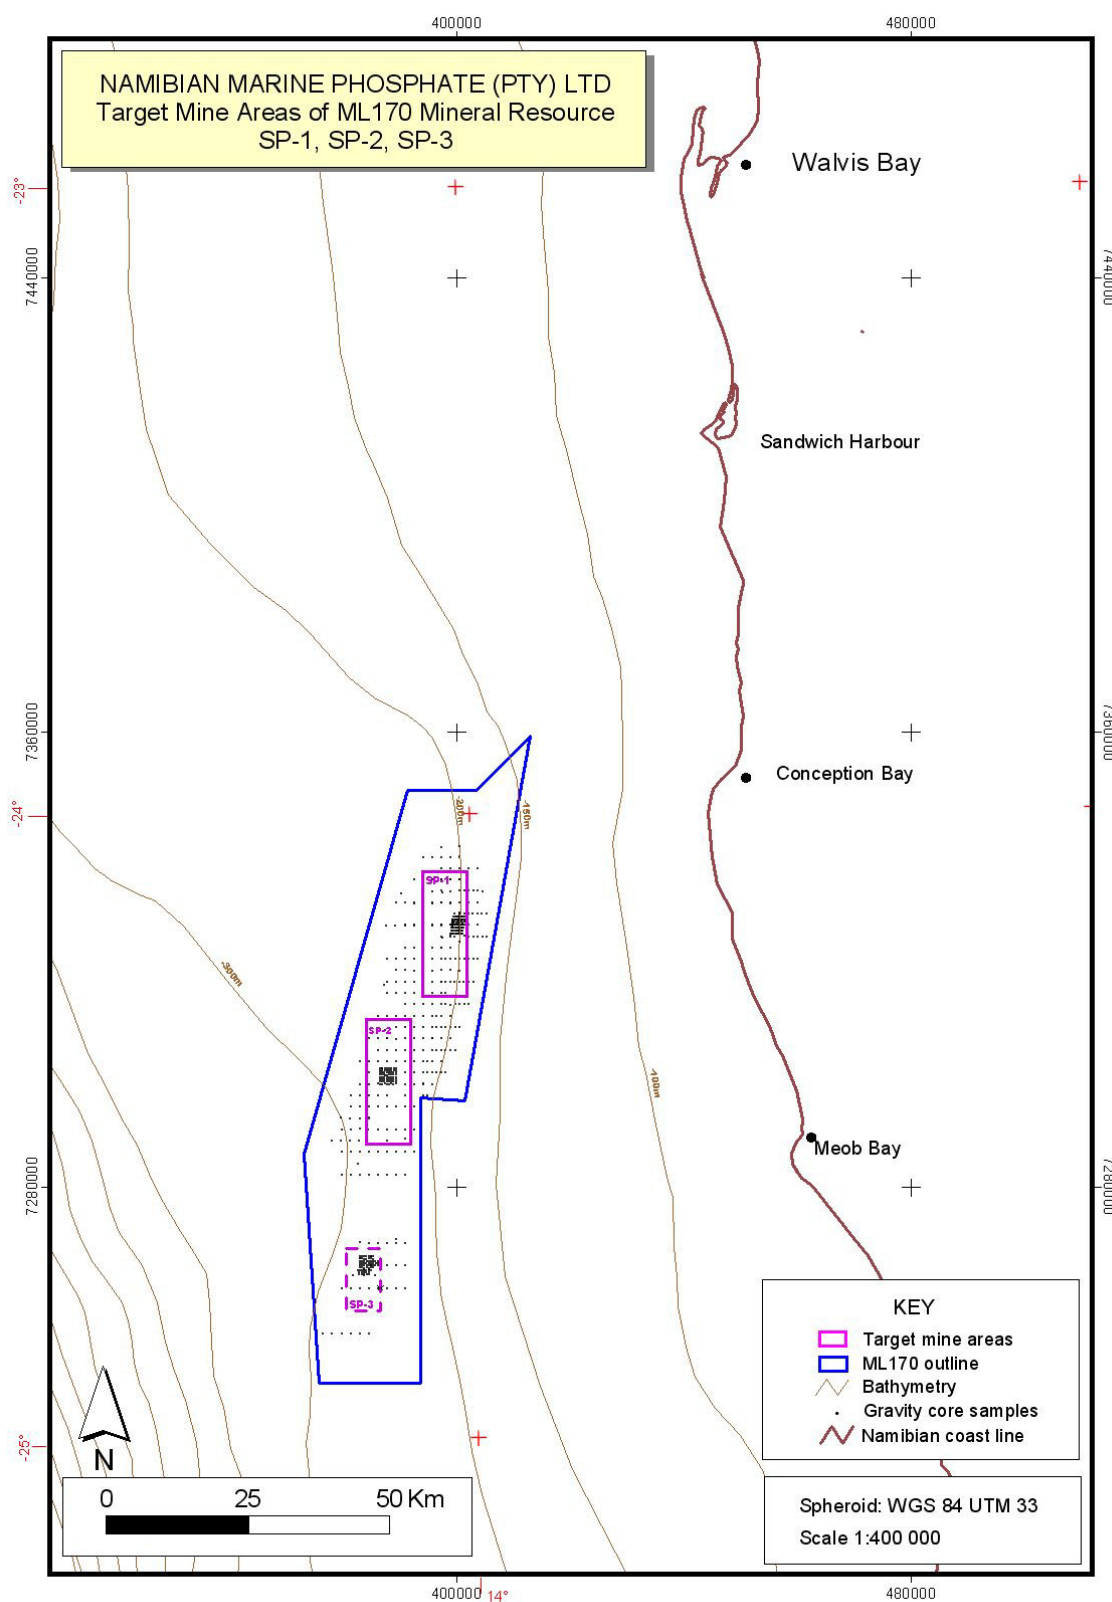 400000
480000
NAMIBIAN MARINE PHOSPHATE (PTY) LTD
Target Mine Areas of ML170 Mineral Resource
SP-1, SP-2, SP-3
Walvis Bay
-23°
7440000
7440000
Sandwich Harbour
7360000
7360000
Conception Bay
-24°
-200m
-150m
SP-1
-300m
SP-2
-100m
Meob Bay
7280000
7280000
SP-3
KEY
Target mine areas
ML170 outline
Bathymetry
Gravity core samples
Namibian coast line
N
-25°
0 25 50 Km
Spheroid: WGS 84 UTM 33
Scale 1:400 000
400000
14°
480000